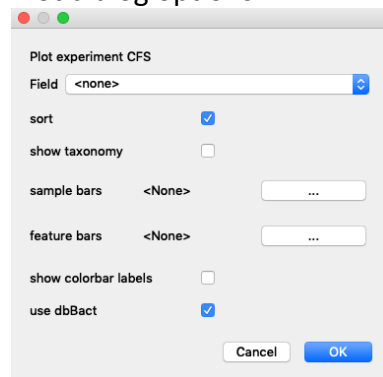 Plot experiment CFS
Field <none>
sort
show taxonomy
sample bars <None> ...
feature bars <None> ...
show colorbar labels
use dbBact
Cancel OK